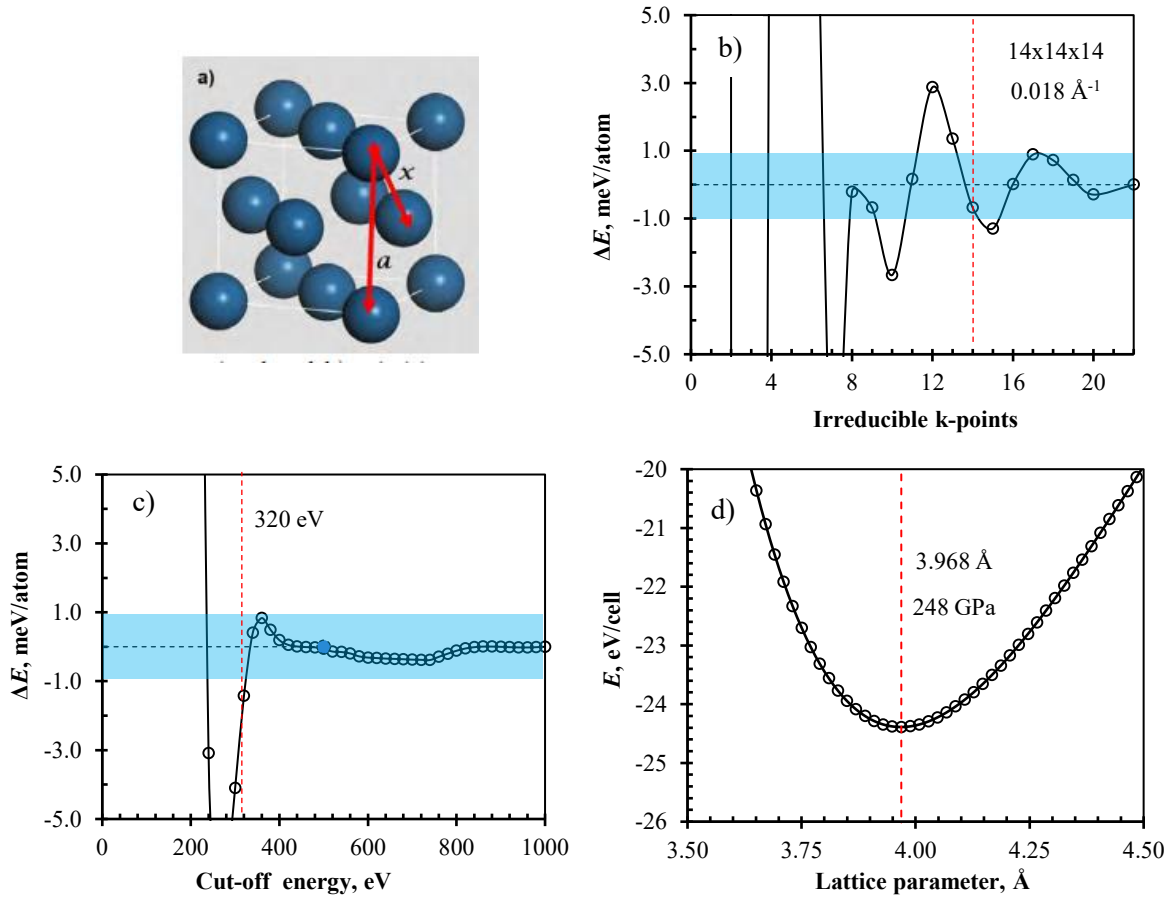 a)
x
a
b)
14x14x14
0.018 Å-1
5.0
3.0
1.0
-1.0
-3.0
-5.0
ΔE, meV/atom
0 4 8 12 16 20
Irreducible k-points
c)
320 eV
5.0
3.0
1.0
-1.0
-3.0
-5.0
ΔE, meV/atom
0 200 400 600 800 1000
Cut-off energy, eV
d)
3.968 Å
248 GPa
-20
-21
-22
-23
-24
-25
-26
E, eV/cell
3.50 3.75 4.00 4.25 4.50
Lattice parameter, Å